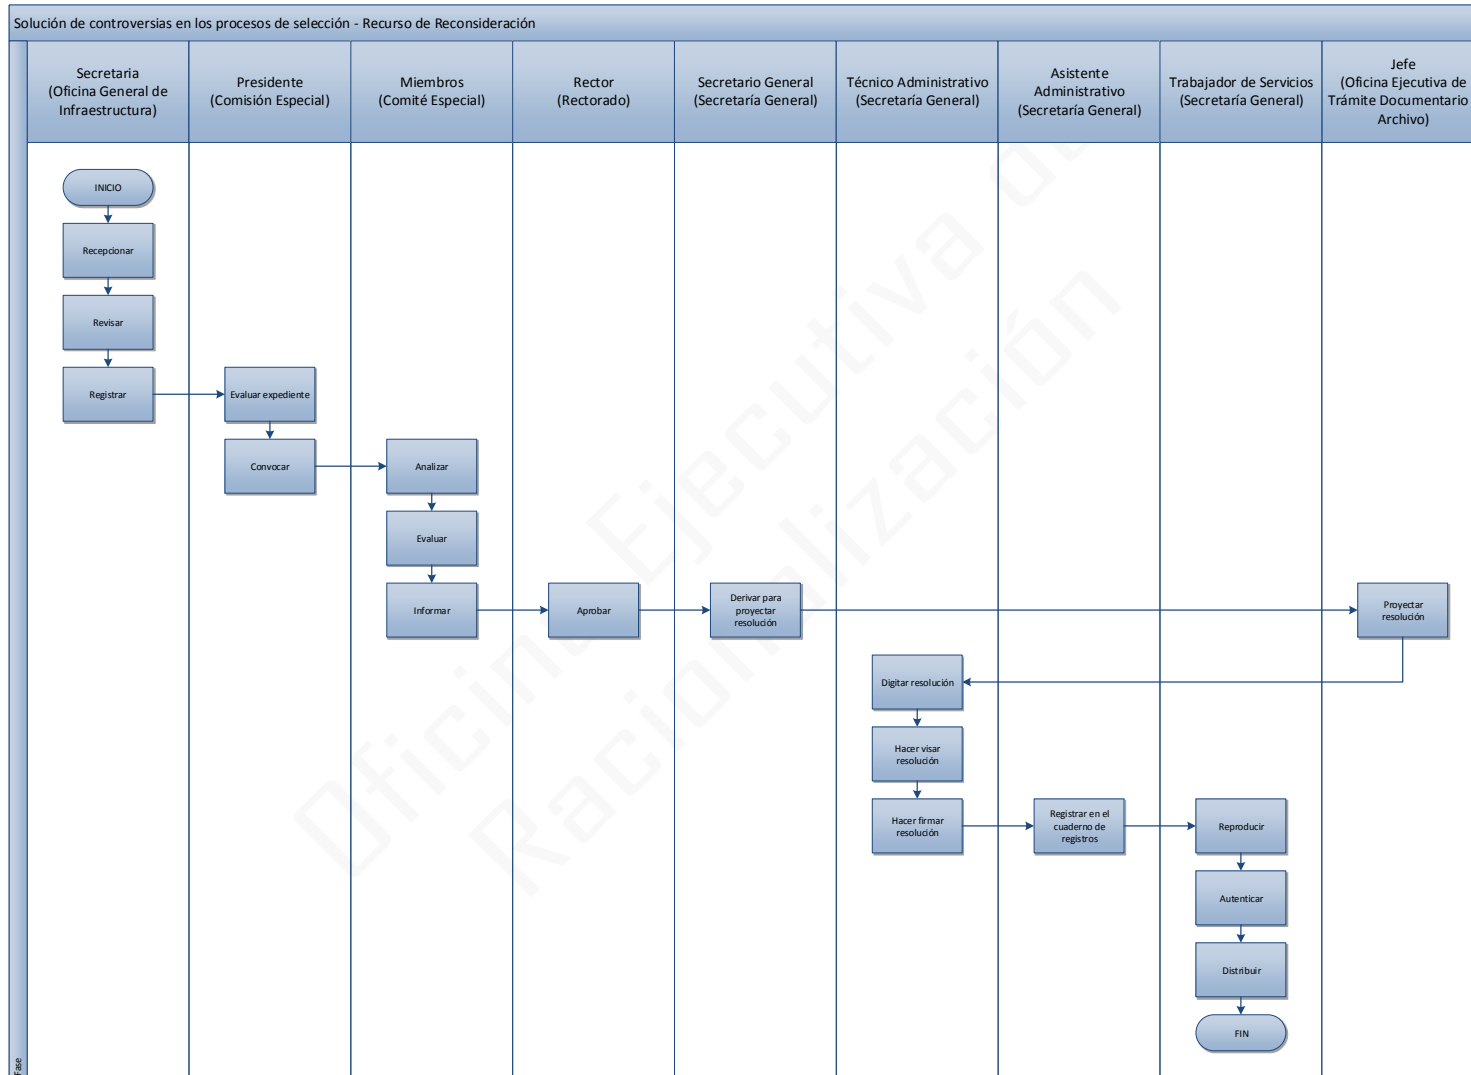 Solución de controversias en los procesos de selección - Recurso de Reconsideración
Secretaria
(Oficina General de
Infraestructura)
Presidente
(Comisión Especial)
Miembros
(Comité Especial)
Rector
(Rectorado)
Secretario General
(Secretaría General)
Técnico Administrativo
(Secretaría General)
Asistente
Administrativo
(Secretaría General)
Trabajador de Servicios
(Secretaría General)
Jefe
(Oficina Ejecutiva de
Trámite Documentario
Archivo)
INICIO
Recepcionar
Revisar
Registrar
Evaluar expediente
Convocar
Analizar
Evaluar
Informar
Aprobar
Derivar para
proyectar
resolución
Proyectar
resolución
Digitar resolución
Hacer visar
resolución
Hacer firmar
resolución
Registrar en el
cuaderno de
registros
Reproducir
Autenticar
Distribuir
FIN
Fase
Oficina Ejecutiva de
Racionalización